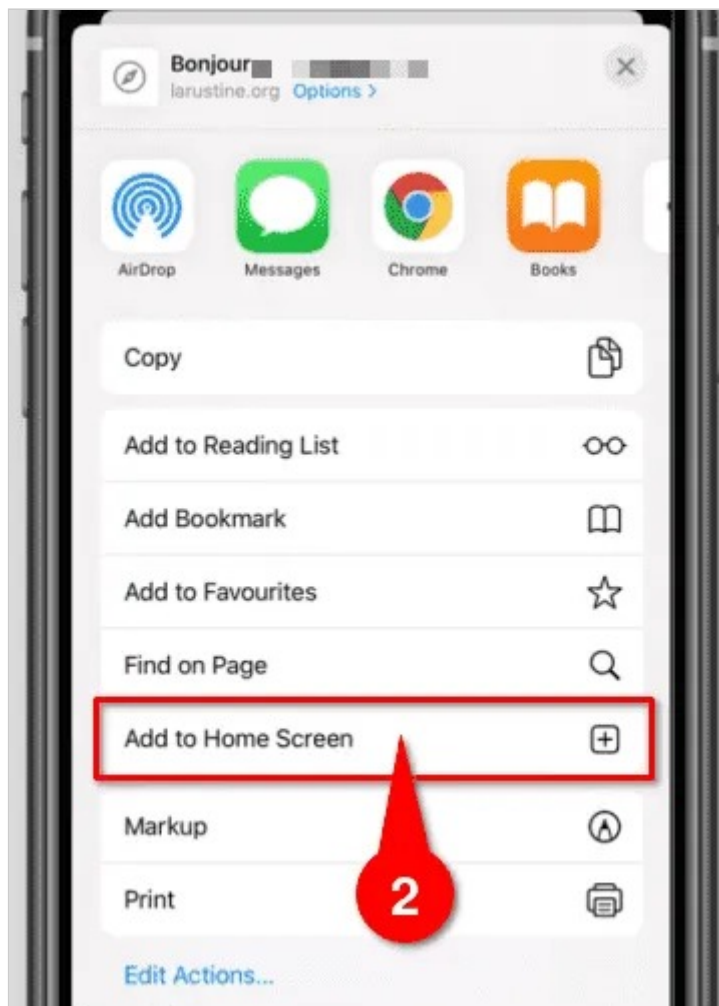 Bonjour
larustine.org Options >
AirDrop Messages Chrome Books
Copy
Add to Reading List
Add Bookmark
Add to Favourites
Find on Page
Add to Home Screen
Markup
2
Print
Edit Actions...